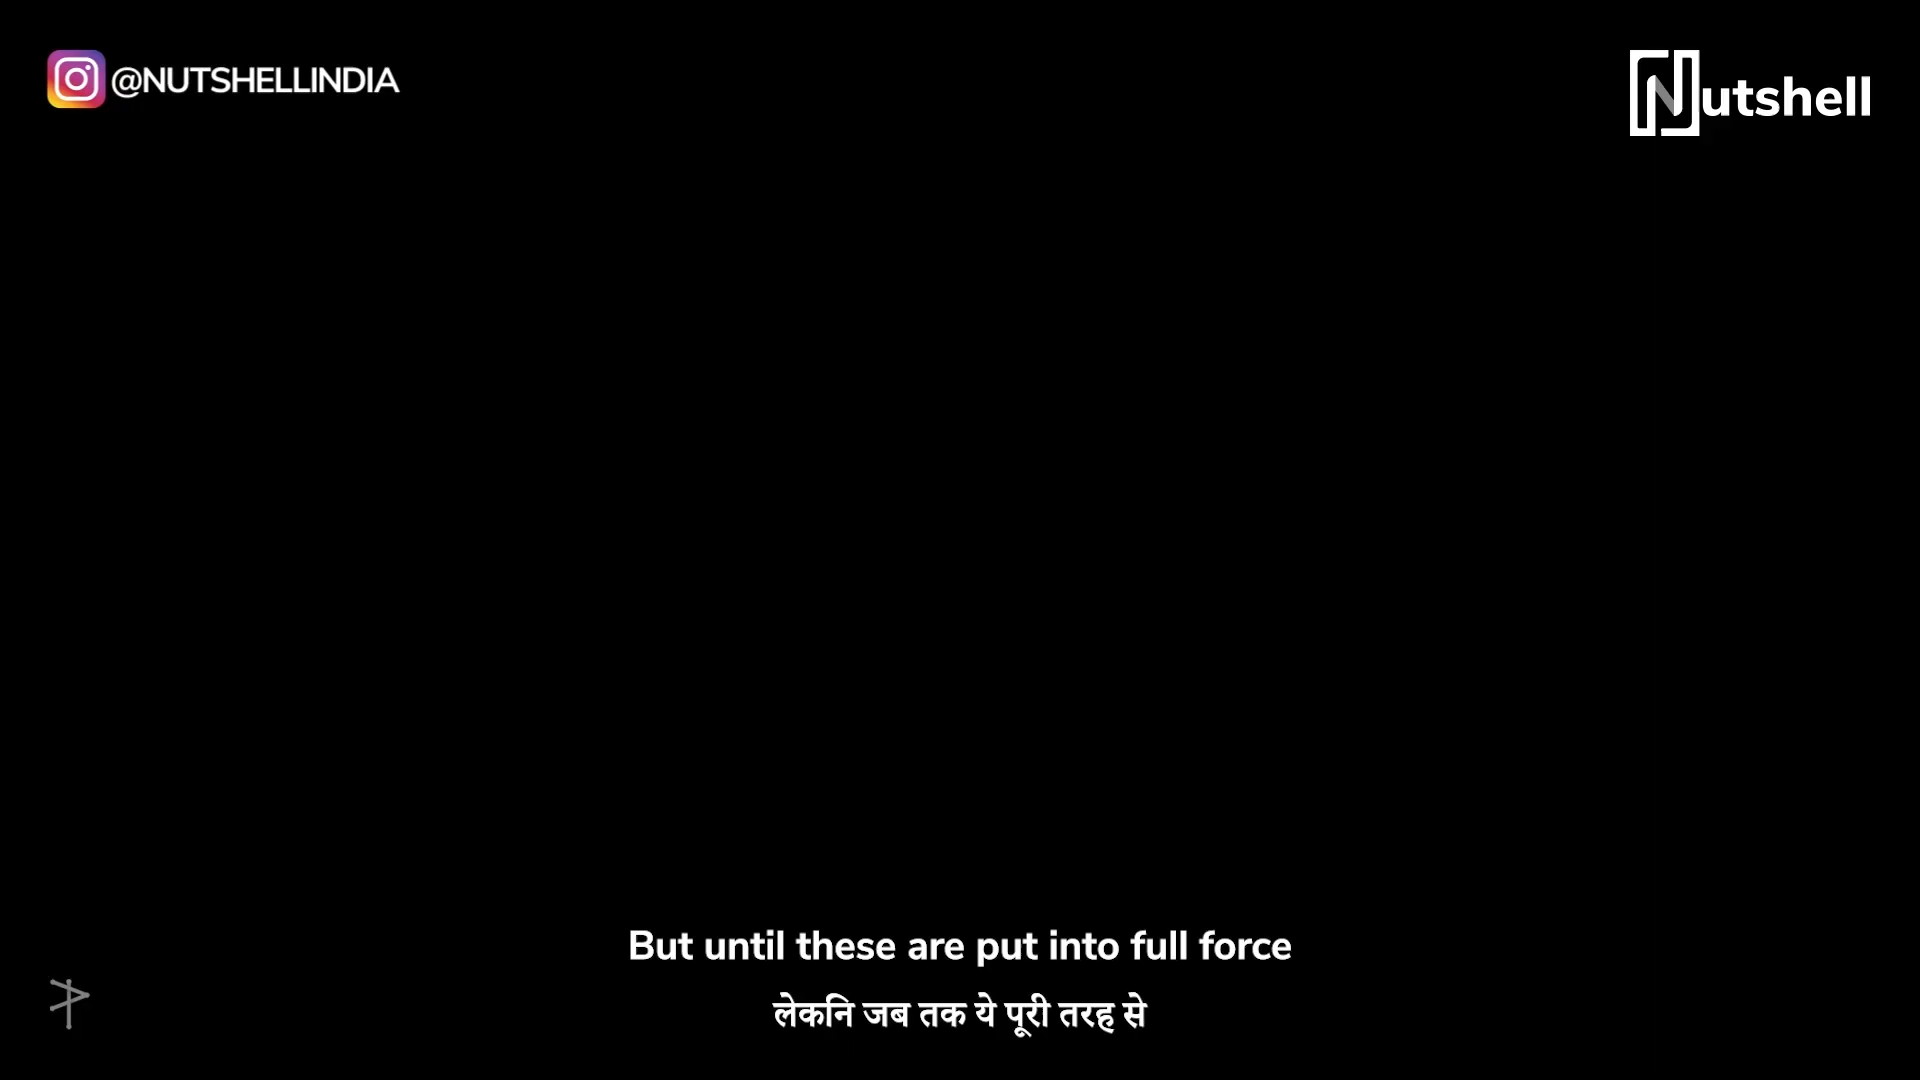 @NUTSHELLINDIA
Nutshell
But until these are put into full force
लेकनि जब तक ये पूरी तरह से